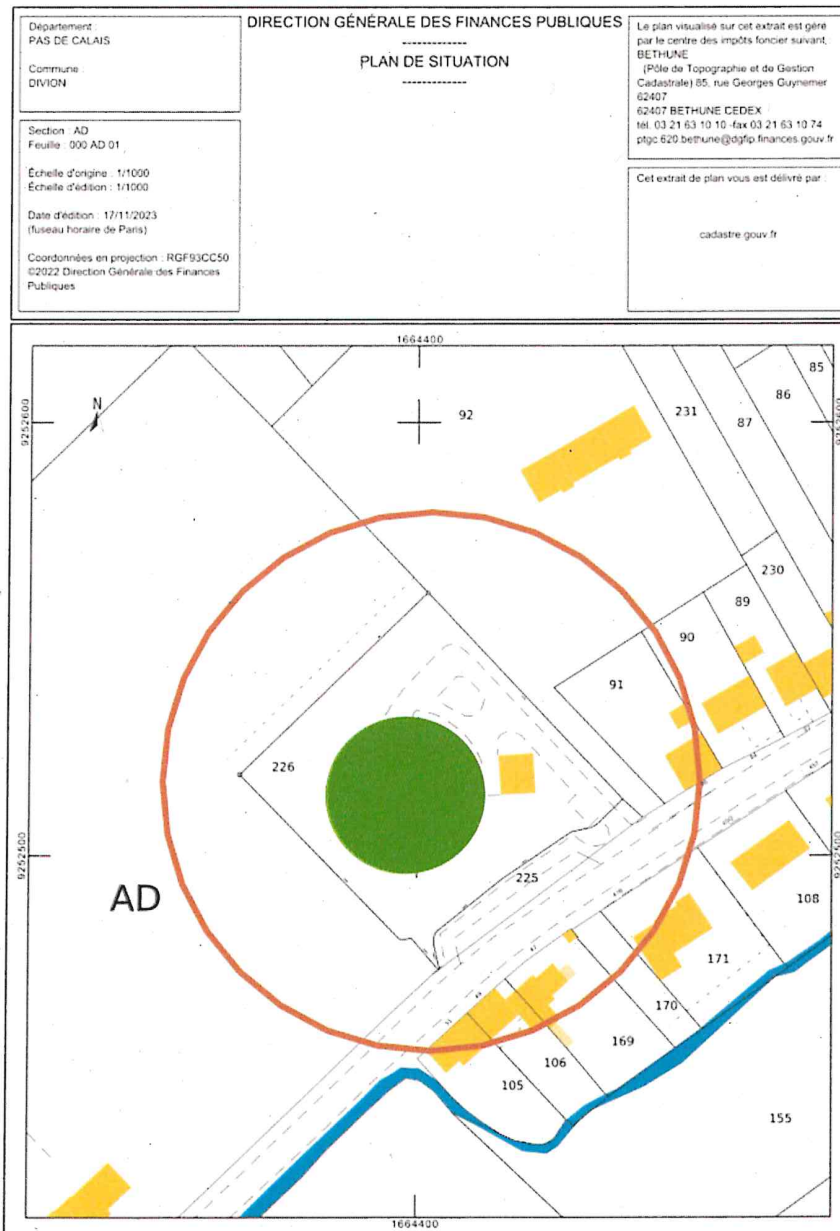 Département :
PAS DE CALAIS
Commune :
DIVION
Section : AD
Feuille : 000 AD 01
Échelle d'origine : 1/1000
Échelle d'édition : 1/1000
Date d'édition : 17/11/2023
(fuseau horaire de Paris)
Coordonnées en projection : RGF93CC50
©2022 Direction Générale des Finances
Publiques
DIRECTION GÉNÉRALE DES FINANCES PUBLIQUES
-------------
PLAN DE SITUATION
-------------
Le plan visualisé sur cet extrait est géré
par le centre des impôts foncier suivant :
BETHUNE
(Pôle de Topographie et de Gestion
Cadastrale) 85, rue Georges Guynemer
62407
62407 BETHUNE CEDEX
tél. 03 21 63 10 10 -fax 03 21 63 10 74
ptgc.620.bethune@dgfip.finances.gouv.fr
Cet extrait de plan vous est délivré par :
cadastre.gouv.fr
1664400
9252600
N
92
231
87
86
85
9252600
230
89
90
91
226
9252500
225
9252500
AD
108
171
170
169
106
105
155
1664400